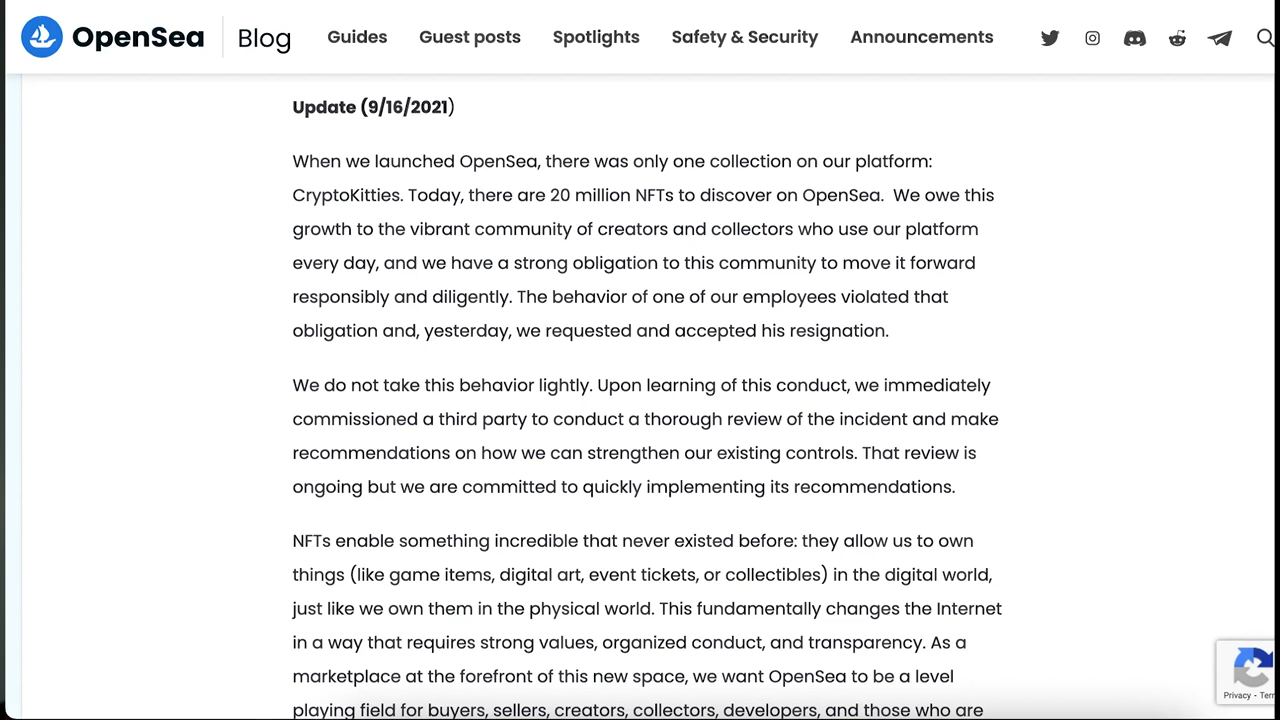 OpenSea Blog Guides Guest posts Spotlights Safety & Security Announcements
Update (9/16/2021)
When we launched OpenSea, there was only one collection on our platform:
CryptoKitties. Today, there are 20 million NFTs to discover on OpenSea.  We owe this
growth to the vibrant community of creators and collectors who use our platform
every day, and we have a strong obligation to this community to move it forward
responsibly and diligently. The behavior of one of our employees violated that
obligation and, yesterday, we requested and accepted his resignation.
We do not take this behavior lightly. Upon learning of this conduct, we immediately
commissioned a third party to conduct a thorough review of the incident and make
recommendations on how we can strengthen our existing controls. That review is
ongoing but we are committed to quickly implementing its recommendations.
NFTs enable something incredible that never existed before: they allow us to own
things (like game items, digital art, event tickets, or collectibles) in the digital world,
just like we own them in the physical world. This fundamentally changes the Internet
in a way that requires strong values, organized conduct, and transparency. As a
marketplace at the forefront of this new space, we want OpenSea to be a level
playing field for buyers, sellers, creators, collectors, developers, and those who are
Privacy - Tern